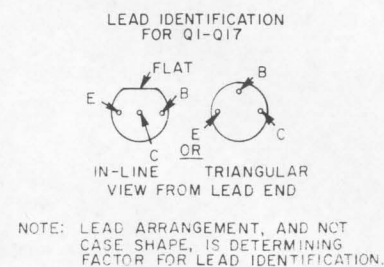 LEAD IDENTIFICATION
FOR Q1-Q17
FLAT
E
B
C
B
E
C
OR
IN-LINE TRIANGULAR
VIEW FROM LEAD END
NOTE: LEAD ARRANGEMENT, AND NOT
CASE SHAPE, IS DETERMINING
FACTOR FOR LEAD IDENTIFICATION.